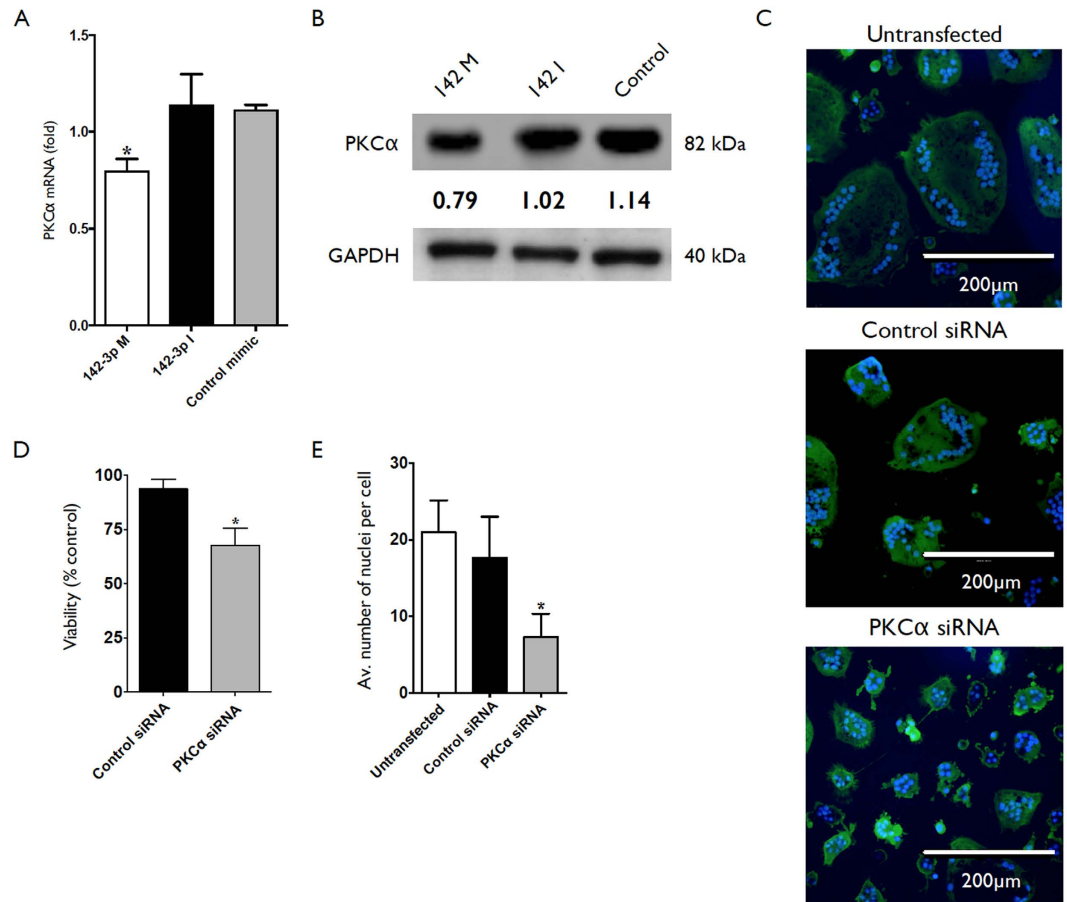 A
PKCα mRNA (fold)
1.5
1.0
0.5
0.0
*
142-3p M
142-3p I
Control mimic
B
142 M
142 I
Control
PKCα
82 kDa
0.79
1.02
1.14
GAPDH
40 kDa
C
Untransfected
200µm
Control siRNA
200µm
PKCα siRNA
200µm
D
Viability (% control)
100
75
50
25
0
*
Control siRNA
PKCα siRNA
E
Av. number of nuclei per cell
30
20
10
0
*
Untransfected
Control siRNA
PKCα siRNA